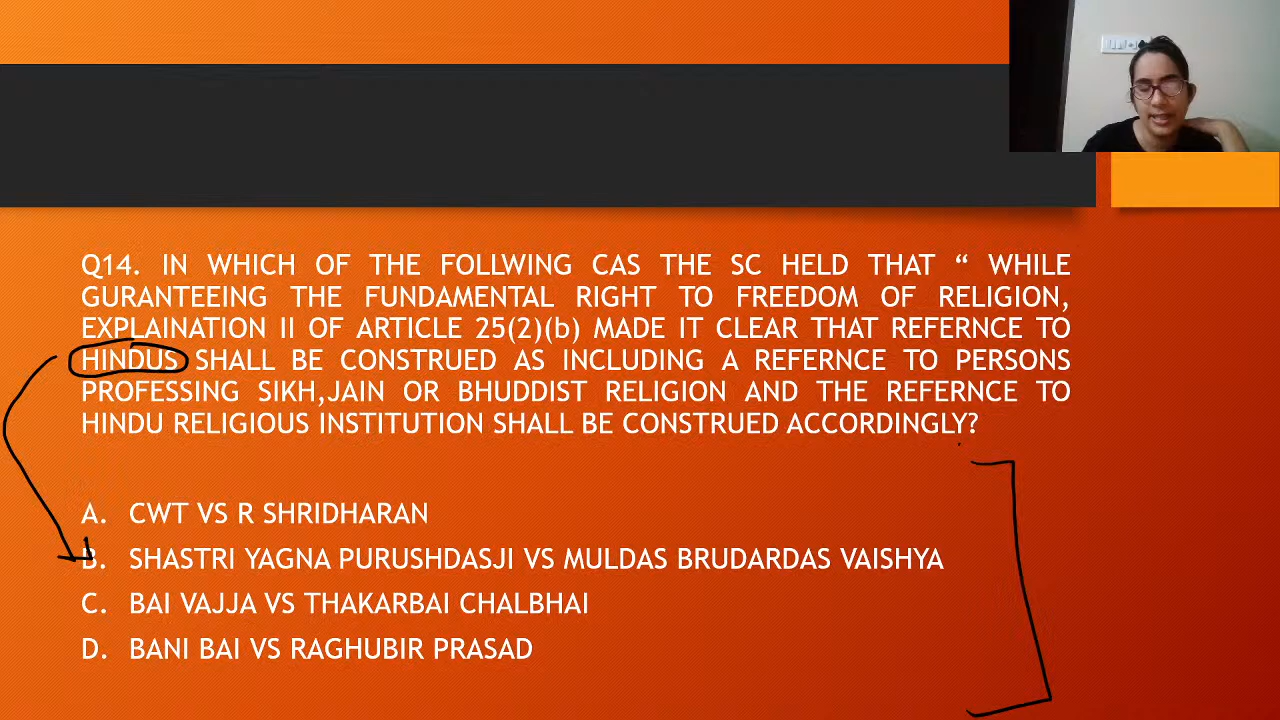 Q14. IN WHICH OF THE FOLLWING CAS THE SC HELD THAT “ WHILE
GURANTEEING THE FUNDAMENTAL RIGHT TO FREEDOM OF RELIGION,
EXPLAINATION II OF ARTICLE 25(2)(b) MADE IT CLEAR THAT REFERNCE TO
HINDUS SHALL BE CONSTRUED AS INCLUDING A REFERNCE TO PERSONS
PROFESSING SIKH,JAIN OR BHUDDIST RELIGION AND THE REFERNCE TO
HINDU RELIGIOUS INSTITUTION SHALL BE CONSTRUED ACCORDINGLY?
A. CWT VS R SHRIDHARAN
B. SHASTRI YAGNA PURUSHDASJI VS MULDAS BRUDARDAS VAISHYA
C. BAI VAJJA VS THAKARBAI CHALBHAI
D. BANI BAI VS RAGHUBIR PRASAD